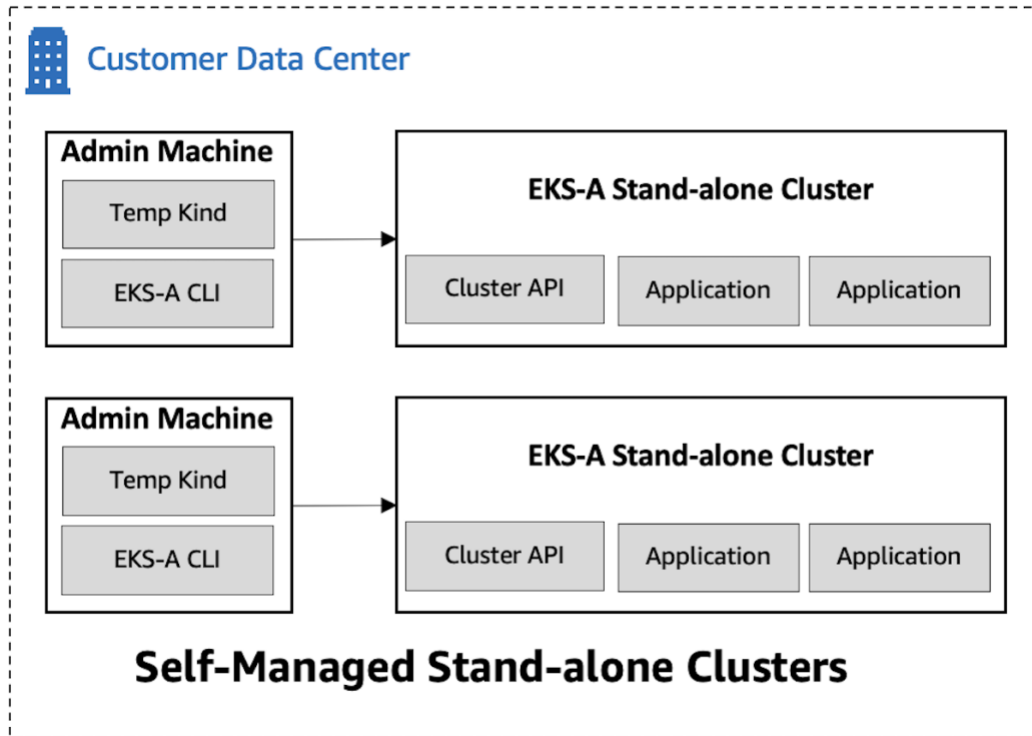 Customer Data Center
Admin Machine
Temp Kind
EKS-A CLI
EKS-A Stand-alone Cluster
Cluster API
Application
Application
Admin Machine
Temp Kind
EKS-A CLI
EKS-A Stand-alone Cluster
Cluster API
Application
Application
Self-Managed Stand-alone Clusters